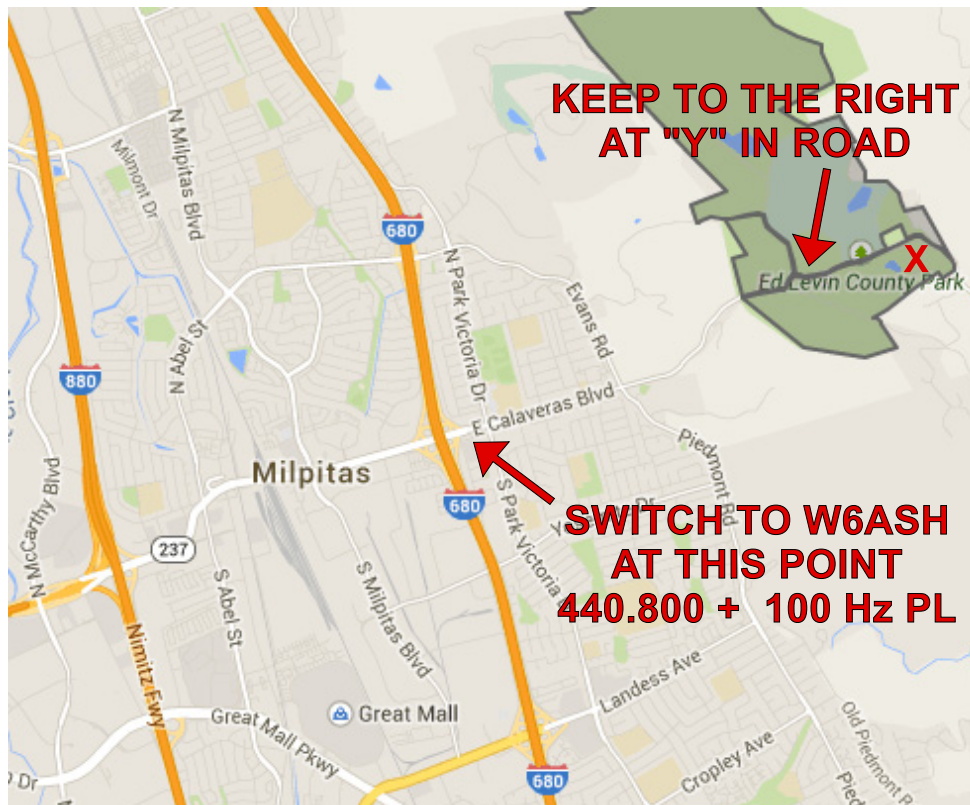 KEEP TO THE RIGHT
AT "Y" IN ROAD
N Milpitas Blvd
Milmont Dr
680
X
N Park Victoria Dr
Ed Levin County Park
Evans Rd
N Abel St
880
E Calaveras Blvd
Piedmont Rd
Milpitas
N McCarthy Blvd
680
S Park Victoria
SWITCH TO W6ASH
AT THIS POINT
440.800 + 100 Hz PL
237
S Abel St
S Milpitas Blvd
Nimitz Fwy
Landess Ave
Great Mall
Great Mall Pkwy
Old Piedmont R
Cropley Ave
Dr
680
Pied